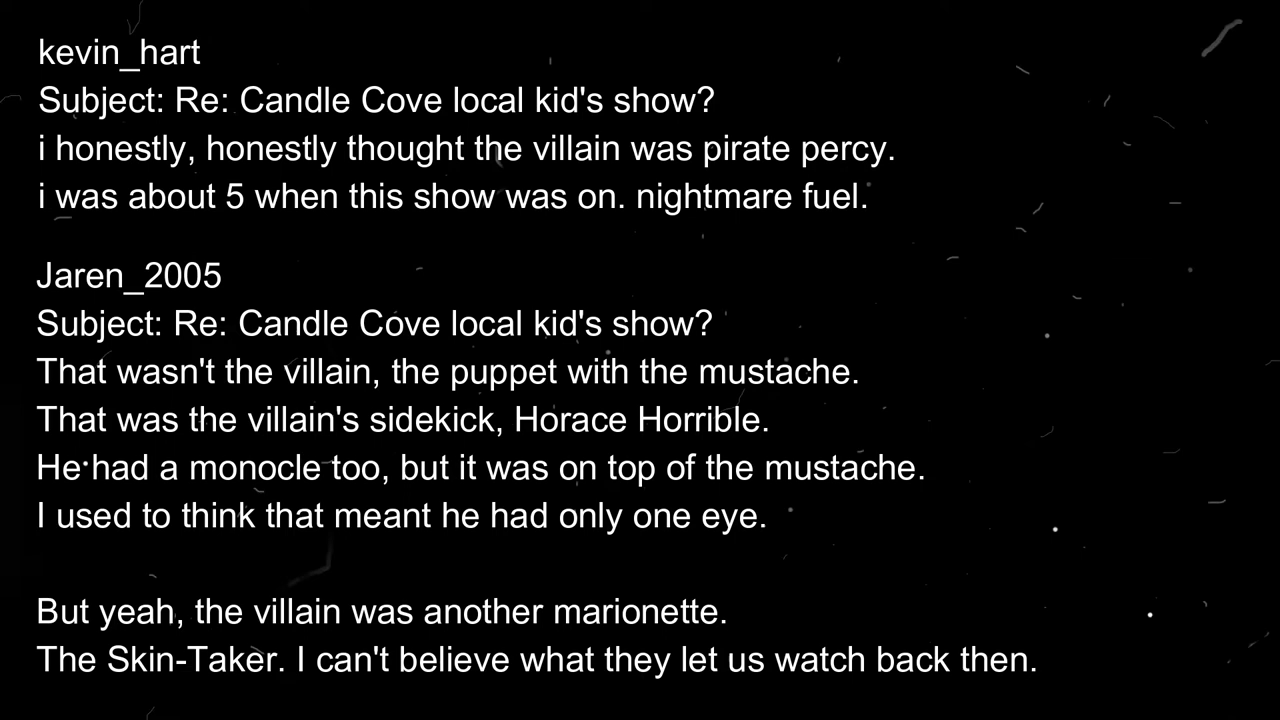 kevin_hart
Subject: Re: Candle Cove local kid's show?
i honestly, honestly thought the villain was pirate percy.
i was about 5 when this show was on. nightmare fuel.
Jaren_2005
Subject: Re: Candle Cove local kid's show?
That wasn't the villain, the puppet with the mustache.
That was the villain's sidekick, Horace Horrible.
He had a monocle too, but it was on top of the mustache.
I used to think that meant he had only one eye.
But yeah, the villain was another marionette.
The Skin-Taker. I can't believe what they let us watch back then.